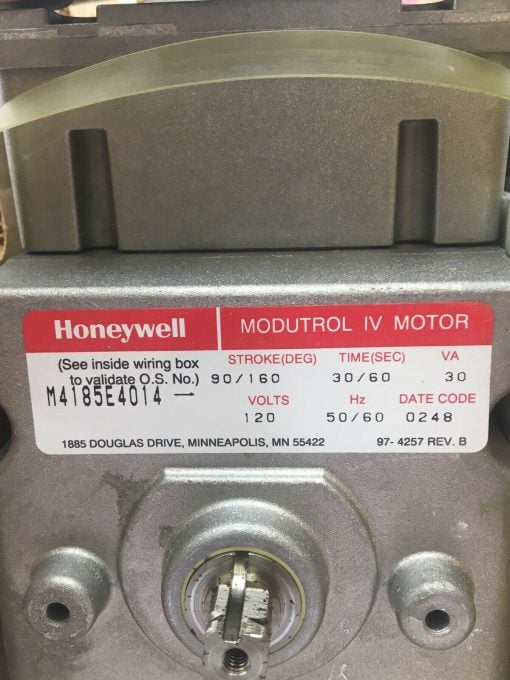 Honeywell MODUTROL IV MOTOR
(See inside wiring box STROKE(DEG) TIME(SEC) VA
to validate O.S. No.) 90/160 30/60 30
M4185E4014 — VOLTS Hz DATE CODE
120 50/60 0248
1885 DOUGLAS DRIVE, MINNEAPOLIS, MN 55422 97-4257 REV. B